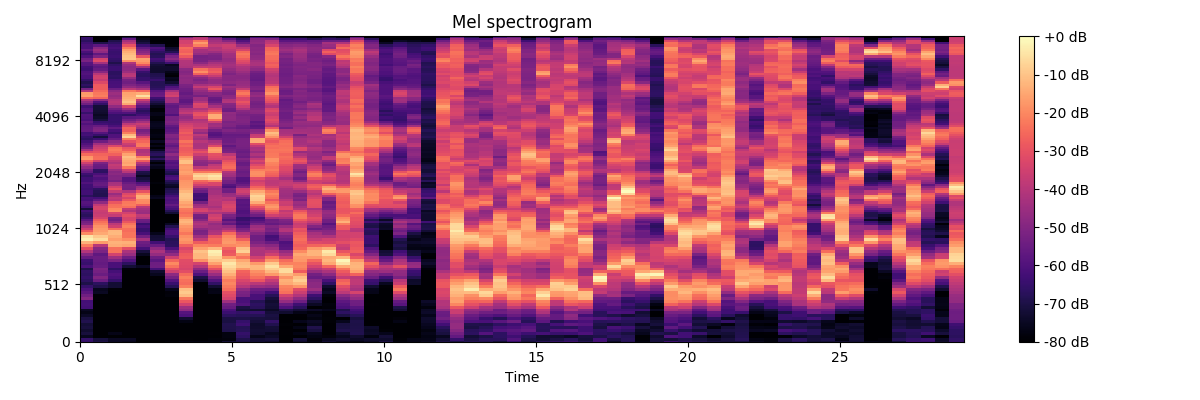 Mel spectrogram
+0 dB
-10 dB
-20 dB
-30 dB
-40 dB
-50 dB
-60 dB
-70 dB
-80 dB
8192
4096
2048
1024
512
0
Hz
0 5 10 15 20 25
Time